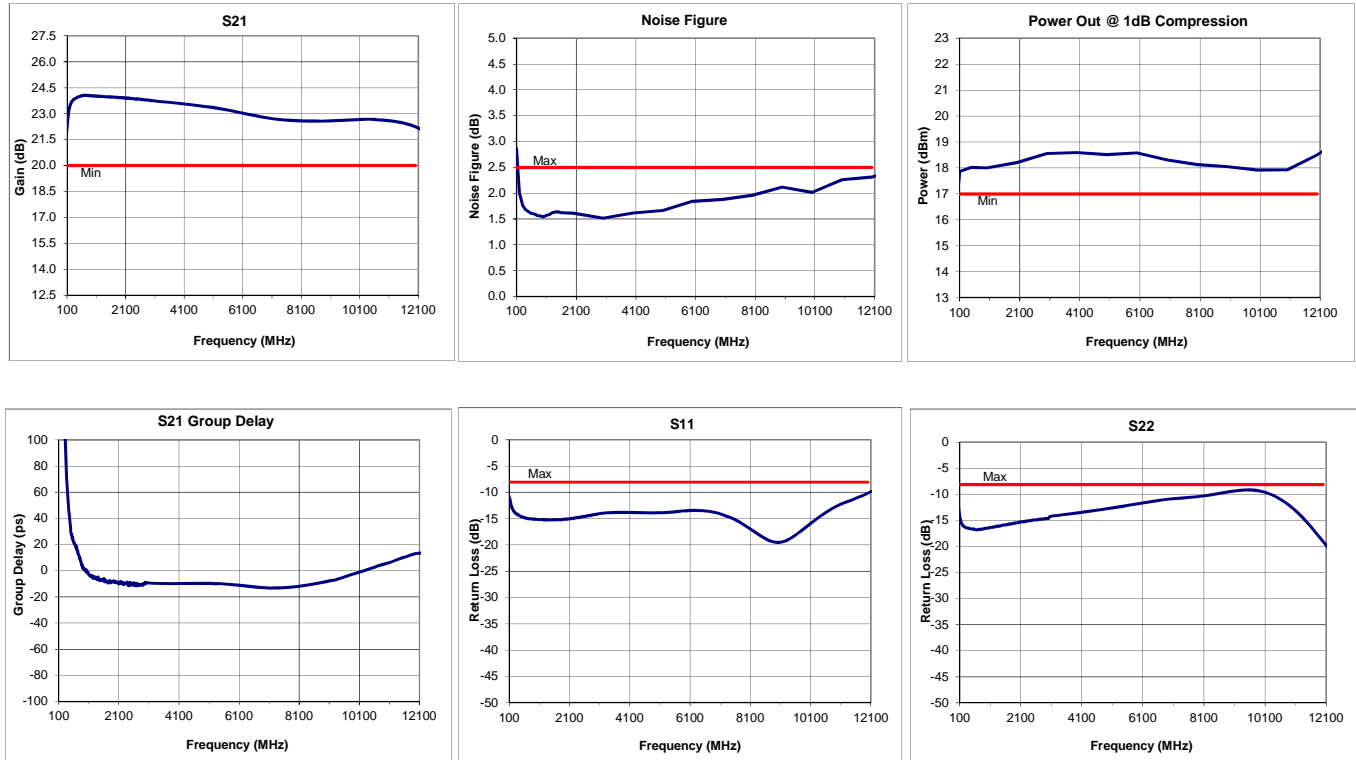 S21
27.5
26.0
24.5
23.0
21.5
20.0
18.5
17.0
15.5
14.0
12.5
Gain (dB)
Min
100 2100 4100 6100 8100 10100 12100
Frequency (MHz)
Noise Figure
5.0
4.5
4.0
3.5
3.0
2.5
2.0
1.5
1.0
0.5
0.0
Noise Figure (dB)
Max
100 2100 4100 6100 8100 10100 12100
Frequency (MHz)
Power Out @ 1dB Compression
23
22
21
20
19
18
17
16
15
14
13
Power (dBm)
Min
100 2100 4100 6100 8100 10100 12100
Frequency (MHz)
S21 Group Delay
100
80
60
40
20
0
-20
-40
-60
-80
-100
Group Delay (ps)
100 2100 4100 6100 8100 10100 12100
Frequency (MHz)
S11
0
-5
-10
-15
-20
-25
-30
-35
-40
-45
-50
Return Loss (dB)
Max
100 2100 4100 6100 8100 10100 12100
Frequency (MHz)
S22
0
-5
-10
-15
-20
-25
-30
-35
-40
-45
-50
Return Loss (dB)
Max
100 2100 4100 6100 8100 10100 12100
Frequency (MHz)